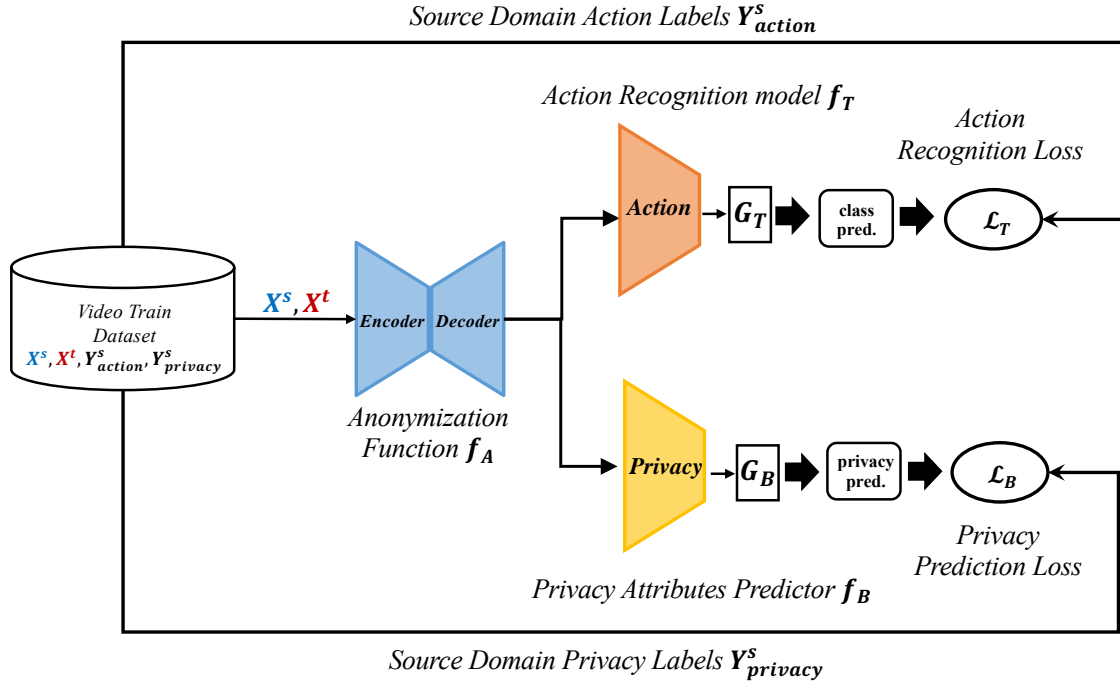 Source Domain Action Labels Y^s_action
Action Recognition model f_T
Action
Recognition Loss
Action
G_T
class
pred.
ℒ_T
Video Train
Dataset
X^s, X^t, Y^s_action, Y^s_privacy
X^s, X^t
Encoder
Decoder
Anonymization
Function f_A
Privacy
G_B
privacy
pred.
ℒ_B
Privacy
Prediction Loss
Privacy Attributes Predictor f_B
Source Domain Privacy Labels Y^s_privacy